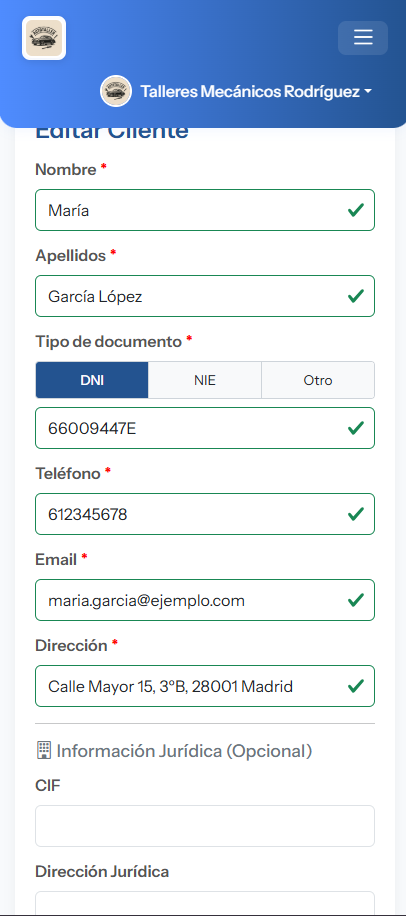 AUTOTALLER
Talleres Mecánicos Rodríguez
Editar Cliente
Nombre *
María
Apellidos *
García López
Tipo de documento *
DNI NIE Otro
66009447E
Teléfono *
612345678
Email *
maria.garcia@ejemplo.com
Dirección *
Calle Mayor 15, 3ºB, 28001 Madrid
Información Jurídica (Opcional)
CIF
Dirección Jurídica